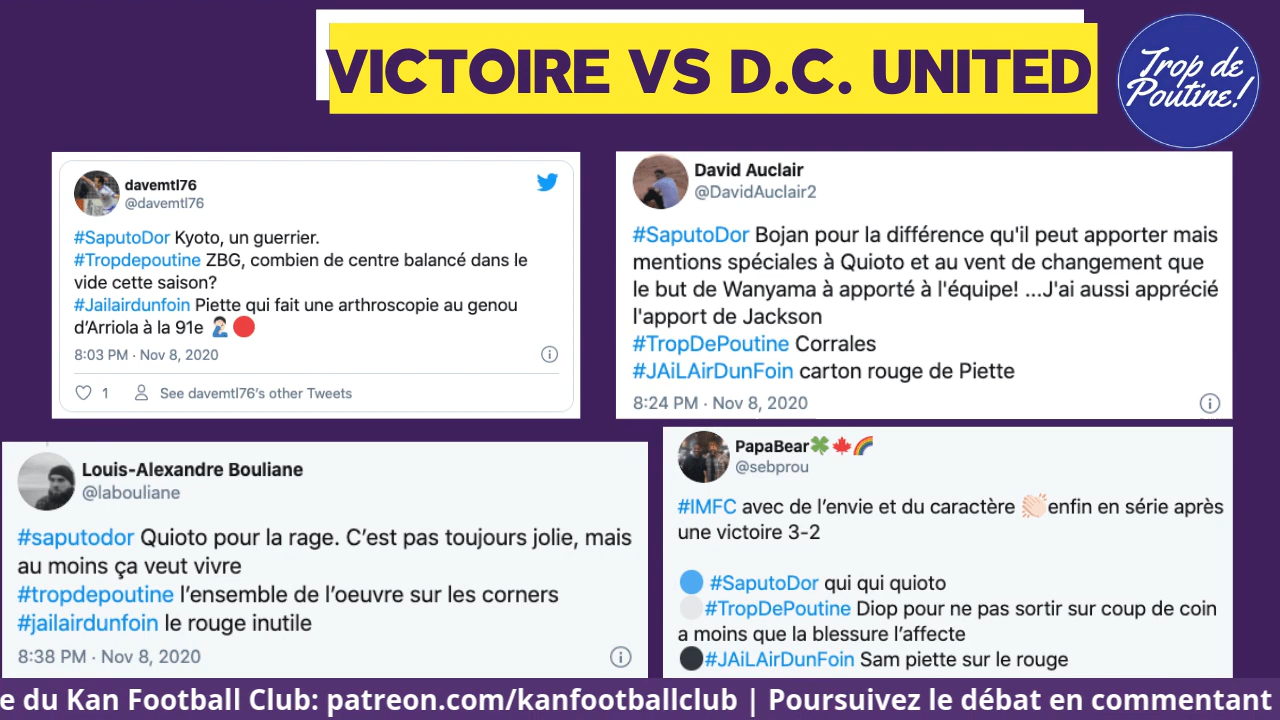 VICTOIRE VS D.C. UNITED
Trop de
Poutine!
davemtl76
@davemtl76
#SaputoDor Kyoto, un guerrier.
#Tropdepoutine ZBG, combien de centre balancé dans le
vide cette saison?
#Jailairdunfoin Piette qui fait une arthroscopie au genou
d’Arriola à la 91e 🤦🏻‍♂️🔴
8:03 PM · Nov 8, 2020
1 See davemtl76’s other Tweets
David Auclair
@DavidAuclair2
#SaputoDor Bojan pour la différence qu'il peut apporter mais
mentions spéciales à Quioto et au vent de changement que
le but de Wanyama à apporté à l'équipe! ...J'ai aussi apprécié
l'apport de Jackson
#TropDePoutine Corrales
#JAiLAirDunFoin carton rouge de Piette
8:24 PM · Nov 8, 2020
Louis-Alexandre Bouliane
@labouliane
#saputodor Quioto pour la rage. C’est pas toujours jolie, mais
au moins ça veut vivre
#tropdepoutine l’ensemble de l’oeuvre sur les corners
#jailairdunfoin le rouge inutile
8:38 PM · Nov 8, 2020
PapaBear🍀🍁🌈
@sebprou
#IMFC avec de l’envie et du caractère 👏🏻enfin en série après
une victoire 3-2
🔵 #SaputoDor qui qui quioto
⚪#TropDePoutine Diop pour ne pas sortir sur coup de coin
a moins que la blessure l’affecte
⚫#JAiLAirDunFoin Sam piette sur le rouge
e du Kan Football Club: patreon.com/kanfootballclub | Poursuivez le débat en commentant